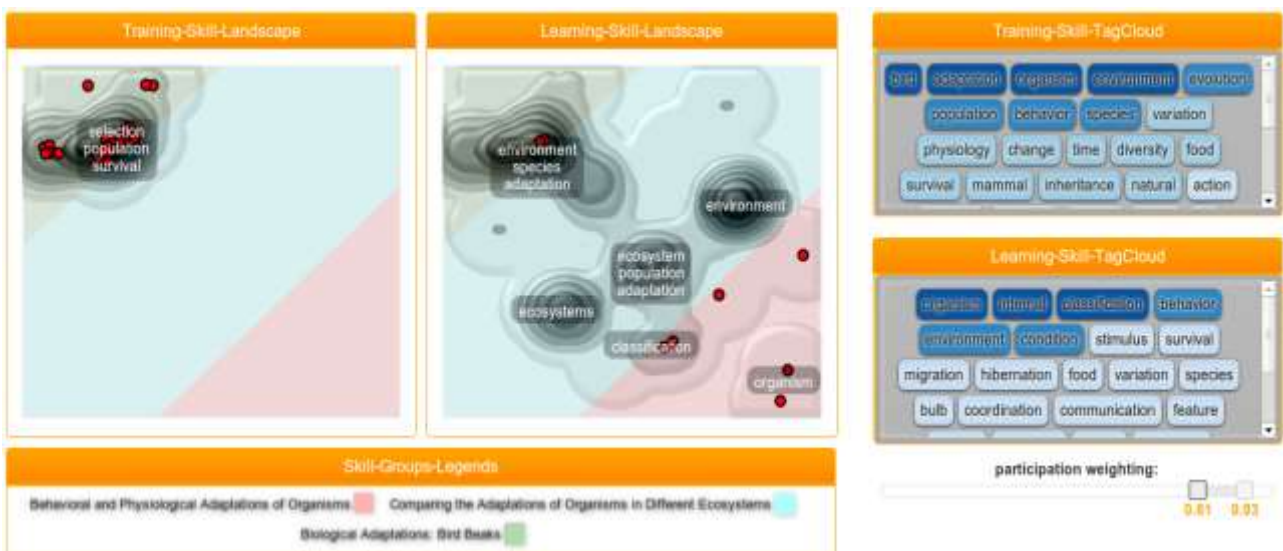 Training-Skill-Landscape
selection
population
survival
Learning-Skill-Landscape
environment
species
adaptation
environment
ecosystem
population
adaptation
ecosystems
classification
organism
Skill-Groups-Legends
Behavioral and Physiological Adaptations of Organisms Comparing the Adaptations of Organisms in Different Ecosystems
Biological Adaptations: Bird Beaks
Training-Skill-TagCloud
bird adaptation organism environment evolution
population behavior species variation
physiology change time diversity food
survival mammal inheritance natural action
Learning-Skill-TagCloud
organism classification behavior
environment condition stimulus survival
migration hibernation food variation species
bulb coordination communication feature
participation weighting:
0.01 0.03